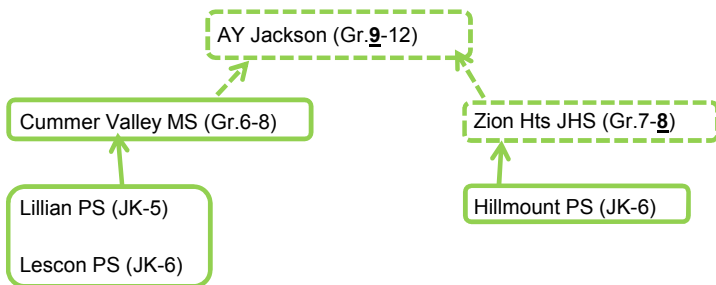 AY Jackson (Gr.9-12)
Cummer Valley MS (Gr.6-8)
Zion Hts JHS (Gr.7-8)
Lillian PS (JK-5)
Hillmount PS (JK-6)
Lescon PS (JK-6)